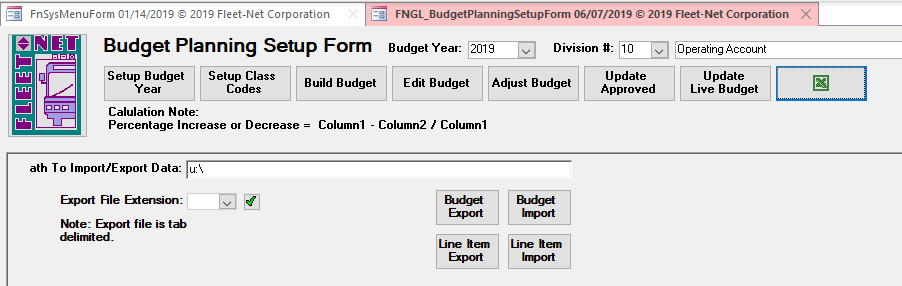 FnSysMenuForm 01/14/2019 © 2019 Fleet-Net Corporation
FNGL_BudgetPlanningSetupForm 06/07/2019 © 2019 Fleet-Net Corporation
FLEET NET
Budget Planning Setup Form
Budget Year: 2019
Division #: 10 Operating Account
Setup Budget
Year
Setup Class
Codes
Build Budget
Edit Budget
Adjust Budget
Update
Approved
Update
Live Budget
Calulation Note:
Percentage Increase or Decrease = Column1 - Column2 / Column1
ath To Import/Export Data: u:\
Export File Extension:
Note: Export file is tab
delimited.
Budget
Export
Budget
Import
Line Item
Export
Line Item
Import